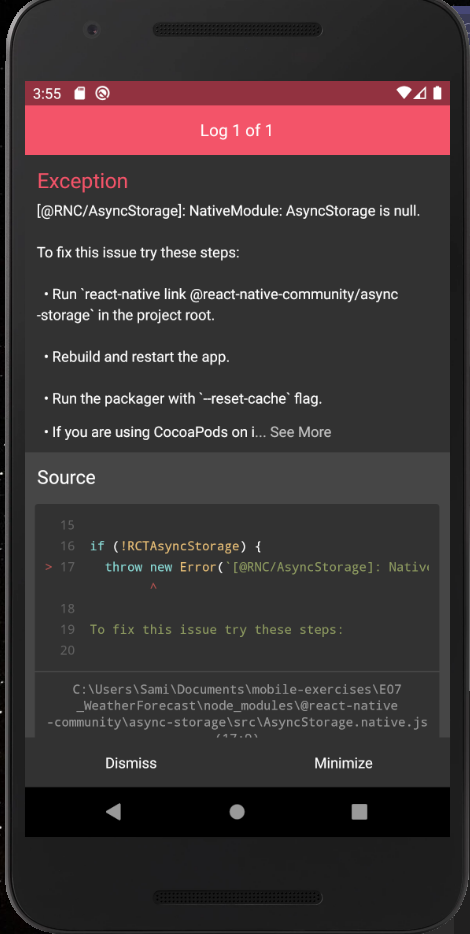 3:55
Log 1 of 1
Exception
[@RNC/AsyncStorage]: NativeModule: AsyncStorage is null.
To fix this issue try these steps:
• Run `react-native link @react-native-community/async
-storage` in the project root.
• Rebuild and restart the app.
• Run the packager with `--reset-cache` flag.
• If you are using CocoaPods on i... See More
Source
15
16 if (!RCTAsyncStorage) {
> 17 throw new Error(`[@RNC/AsyncStorage]: Native
^
18
19 To fix this issue try these steps:
20
C:\Users\Sami\Documents\mobile-exercises\E07
_WeatherForecast\node_modules\@react-native
-community\async-storage\src\AsyncStorage.native.js
Dismiss Minimize